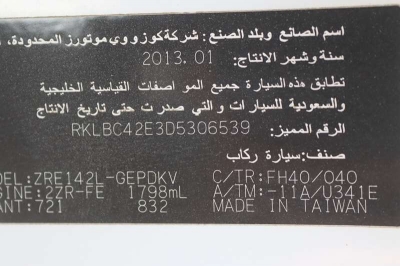 اسم الصانع وبلد الصنع: شركة كوزووي موتورز المحدودة،
سنة وشهر الانتاج: 2013.01
تطابق هذه السيارة جميع المواصفات القياسية الخليجية
والسعودية للسيارات والتي صدرت حتى تاريخ الانتاج
الرقم المميز: RKLBC42E3D5306539
صنف: سيارة ركاب
DEL:ZRE142L-GEPDKV C/TR:FH40/040
GINE:2ZR-FE 1798mL A/TM:-11A/U341E
ANT:721 832 MADE IN TAIWAN